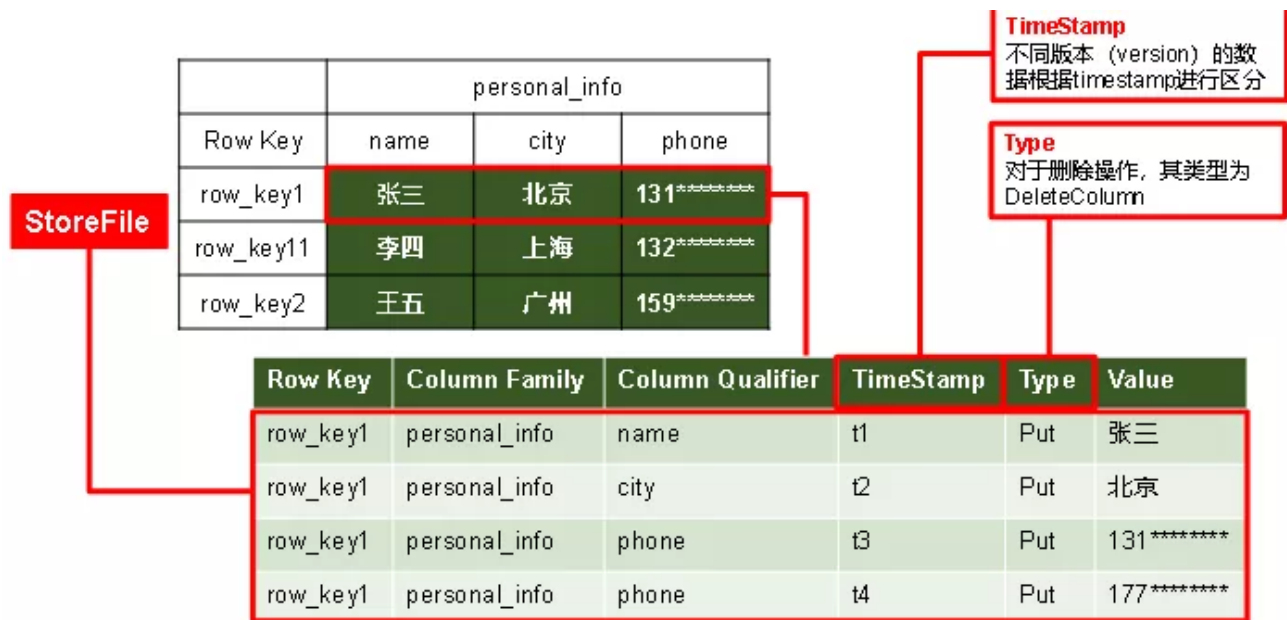 TimeStamp
不同版本（version）的数
据根据timestamp进行区分
Type
对于删除操作，其类型为
DeleteColumn
StoreFile
personal_info
Row Key name city phone
row_key1 张三 北京 131********
row_key11 李四 上海 132********
row_key2 王五 广州 159********
Row Key Column Family Column Qualifier TimeStamp Type Value
row_key1 personal_info name t1 Put 张三
row_key1 personal_info city t2 Put 北京
row_key1 personal_info phone t3 Put 131********
row_key1 personal_info phone t4 Put 177********